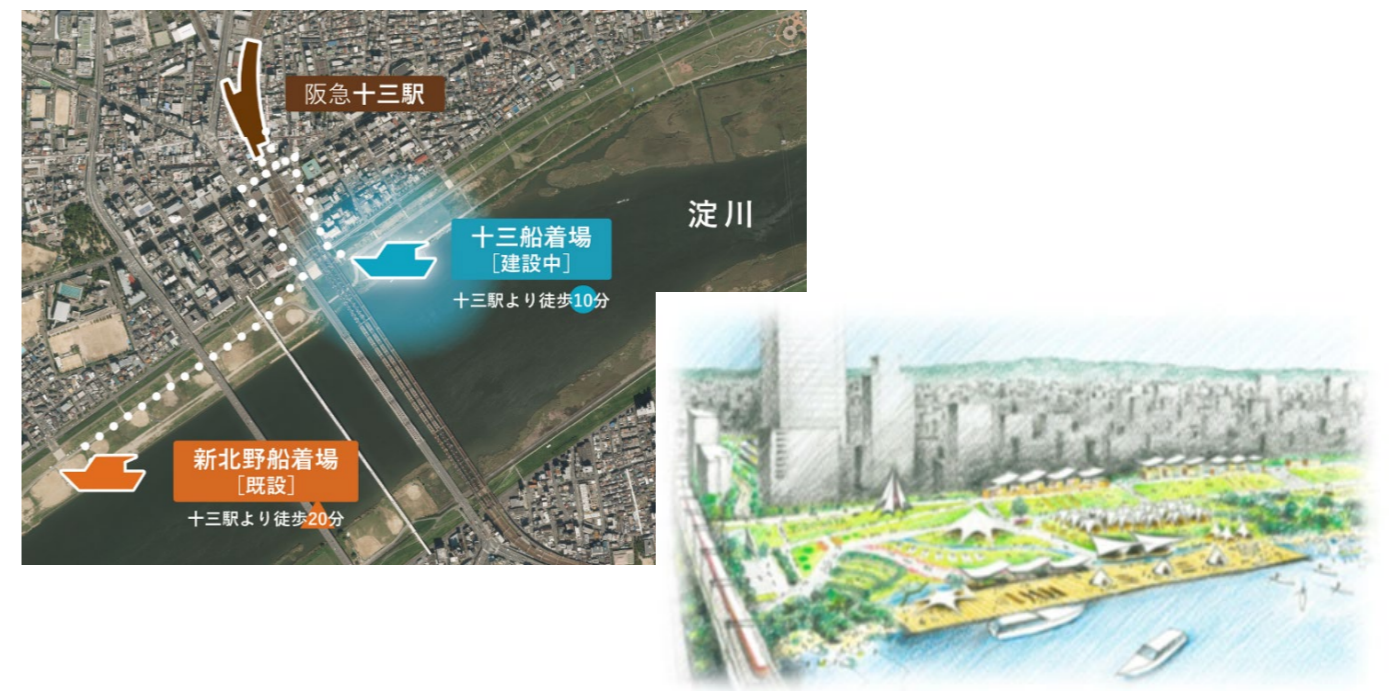 阪急十三駅
淀川
十三船着場
［建設中］
十三駅より徒歩10分
新北野船着場
［既設］
十三駅より徒歩20分